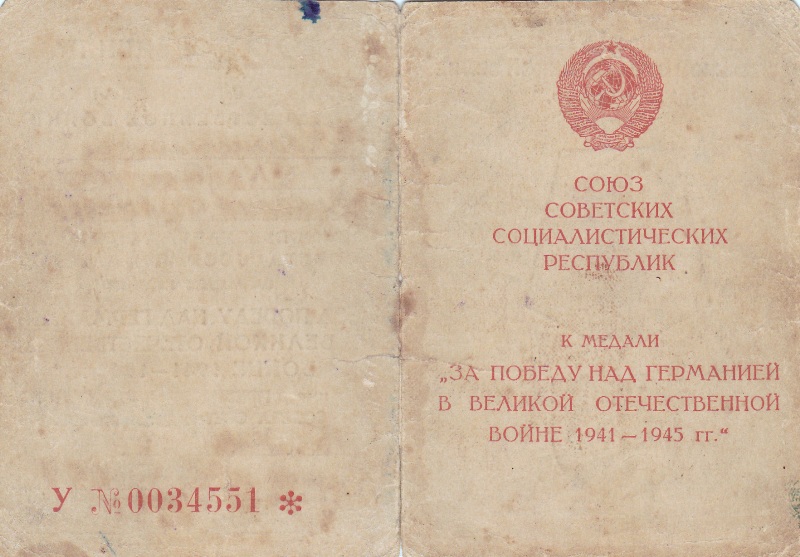 У №0034551 *
СОЮЗ
СОВЕТСКИХ
СОЦИАЛИСТИЧЕСКИХ
РЕСПУБЛИК
К МЕДАЛИ
„ЗА ПОБЕДУ НАД ГЕРМАНИЕЙ
В ВЕЛИКОЙ ОТЕЧЕСТВЕННОЙ
ВОЙНЕ 1941—1945 гг.“